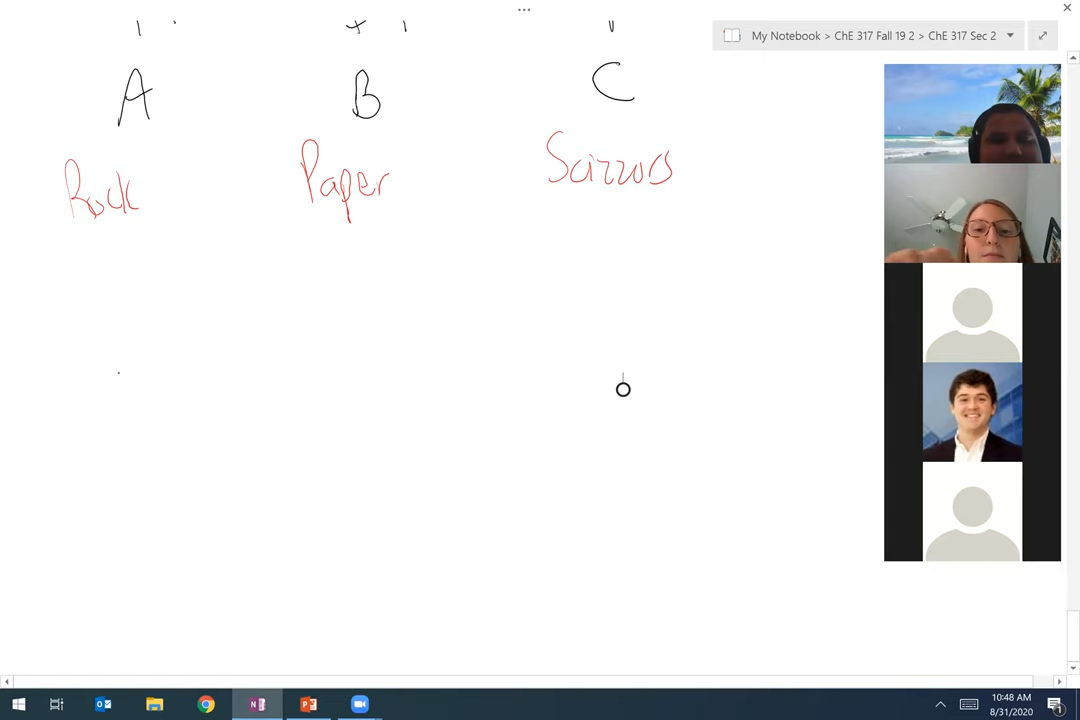 My Notebook > ChE 317 Fall 19 2 > ChE 317 Sec 2
A B C
Rock Paper Scizzors
10:48 AM
8/31/2020